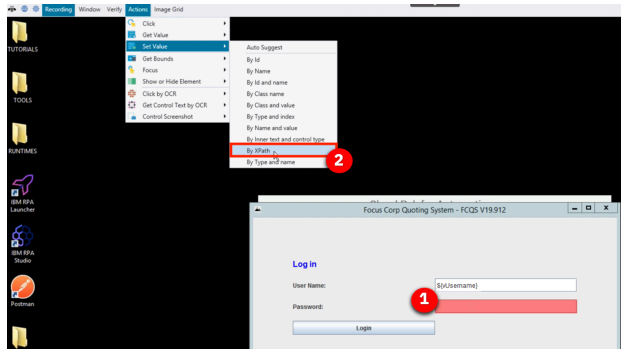 Recording Window Verify Actions Image Grid
Click
Get Value
Set Value
Get Bounds
Focus
Show or Hide Element
Click by OCR
Get Control Text by OCR
Control Screenshot
Auto Suggest
By Id
By Name
By Id and name
By Class name
By Class and value
By Type and index
By Name and value
By Inner text and control type
By XPath
By Type and name
2
TUTORIALS
TOOLS
RUNTIMES
IBM RPA
Launcher
IBM RPA
Studio
Postman
Focus Corp Quoting System - FCQS V19.912
Log in
User Name:
${vUsername}
Password:
1
Login